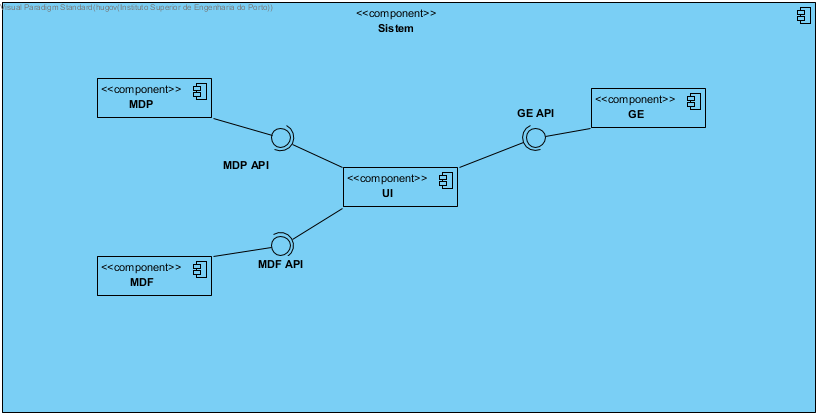 Visual Paradigm Standard(hugov(Instituto Superior de Engenharia do Porto))
<<component>>
Sistem
<<component>>
MDP
<<component>>
GE
GE API
MDP API
<<component>>
UI
<<component>>
MDF
MDF API